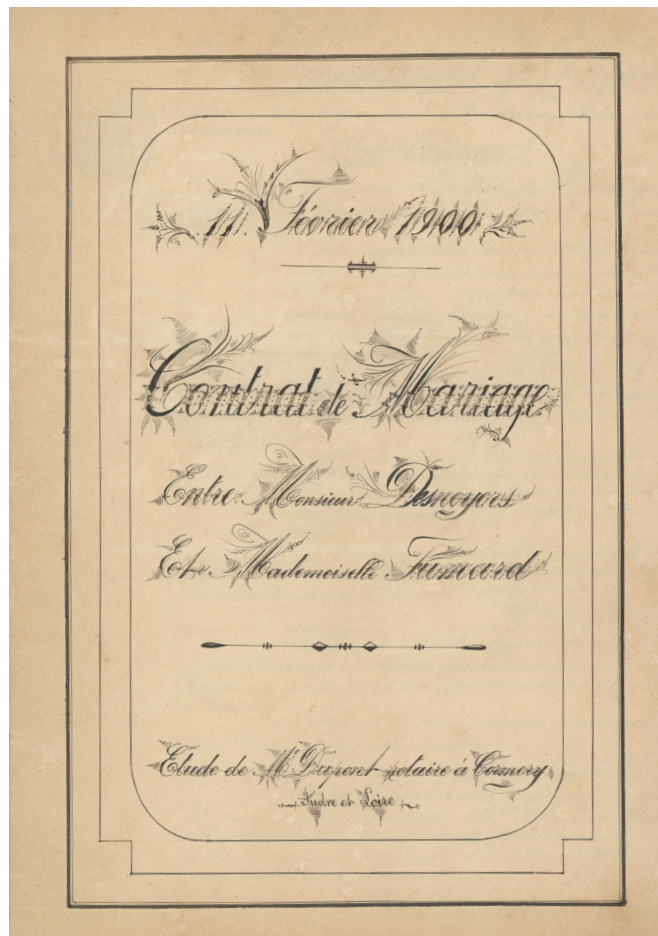 11 Février 1900
Contrat de Mariage
Entre Monsieur Desnoyers
Et Mademoiselle Fumard
Etude de Me Dupont notaire à Cormery
Indre et Loire